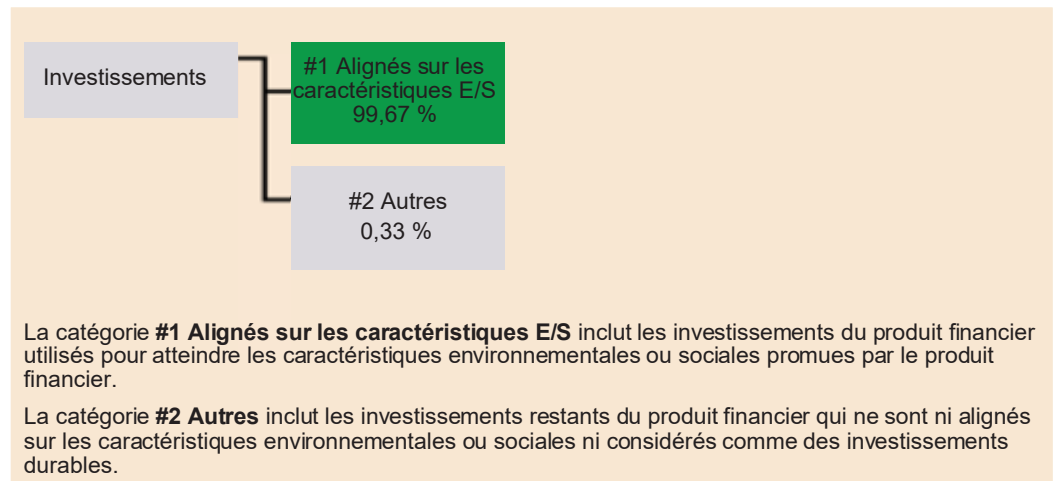 Investissements
#1 Alignés sur les
caractéristiques E/S
99,67 %
#2 Autres
0,33 %
La catégorie #1 Alignés sur les caractéristiques E/S inclut les investissements du produit financier
utilisés pour atteindre les caractéristiques environnementales ou sociales promues par le produit
financier.
La catégorie #2 Autres inclut les investissements restants du produit financier qui ne sont ni alignés
sur les caractéristiques environnementales ou sociales ni considérés comme des investissements
durables.